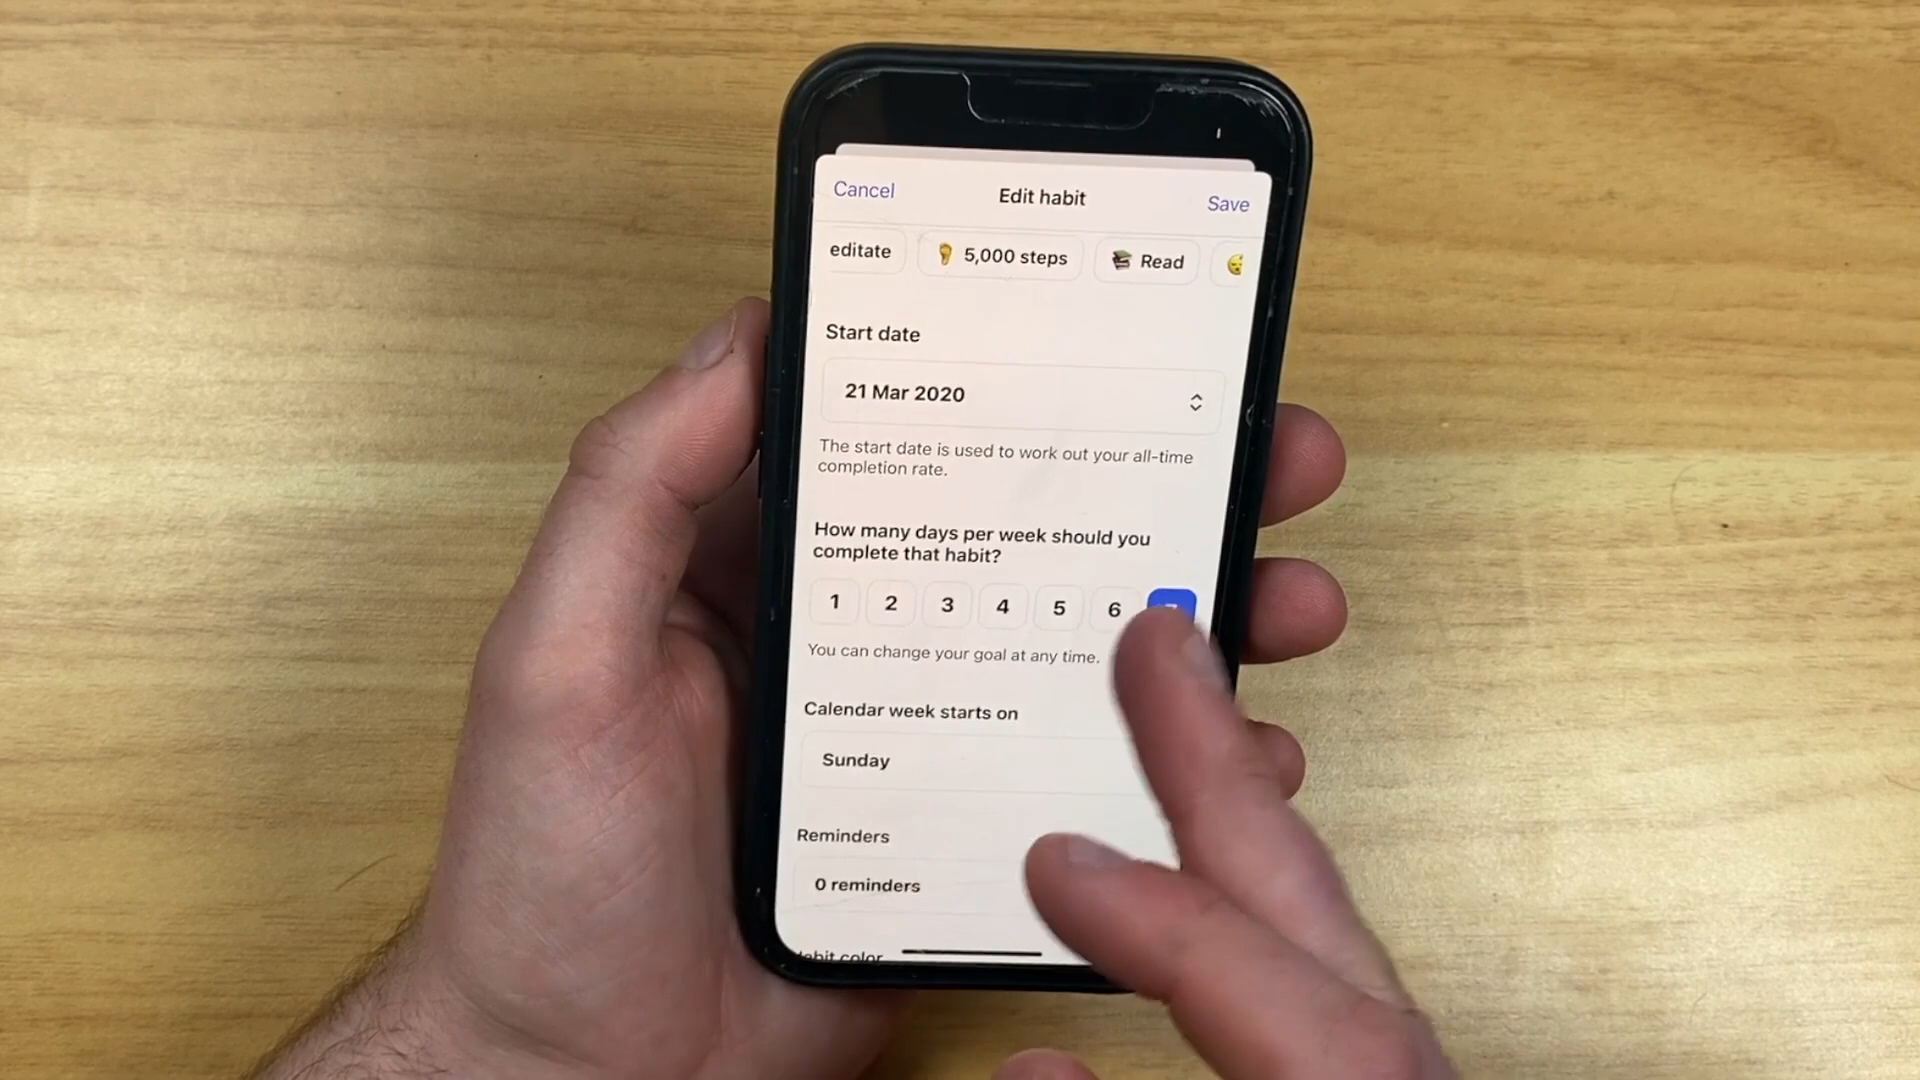 Cancel Edit habit Save
editate 5,000 steps Read
Start date
21 Mar 2020
The start date is used to work out your all-time
completion rate.
How many days per week should you
complete that habit?
1 2 3 4 5 6
You can change your goal at any time.
Calendar week starts on
Sunday
Reminders
0 reminders
abit color